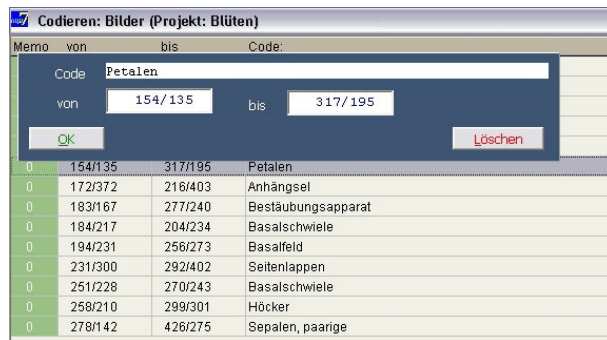 Codieren: Bilder (Projekt: Blüten)
Memo von bis Code:
Code Petalen
von 154/135 bis 317/195
OK Löschen
0 154/135 317/195 Petalen
0 172/372 216/403 Anhängsel
0 183/167 277/240 Bestäubungsapparat
0 184/217 204/234 Basalschwiele
0 194/231 256/273 Basalfeld
0 231/300 292/402 Seitenlappen
0 251/228 270/243 Basalschwiele
0 258/210 299/301 Höcker
0 278/142 426/275 Sepalen, paarige